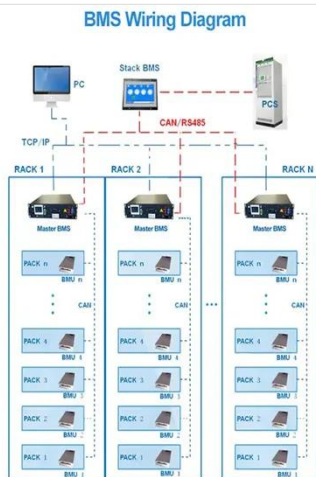 BMS Wiring Diagram
Stack BMS
PC
PCS
CAN/RS485
TCP/IP
RACK 1
RACK 2
RACK N
Master BMS
Master BMS
Master BMS
PACK n
BMU n
PACK n
BMU n
PACK n
BMU n
CAN
CAN
...
CAN
PACK 4
BMU 4
PACK 4
BMU 4
PACK 4
BMU 4
PACK 3
BMU 3
PACK 3
BMU 3
PACK 3
BMU 3
PACK 2
BMU 2
PACK 2
BMU 2
PACK 2
BMU 2
PACK 1
BMU 1
PACK 1
BMU 1
PACK 1
BMU 1